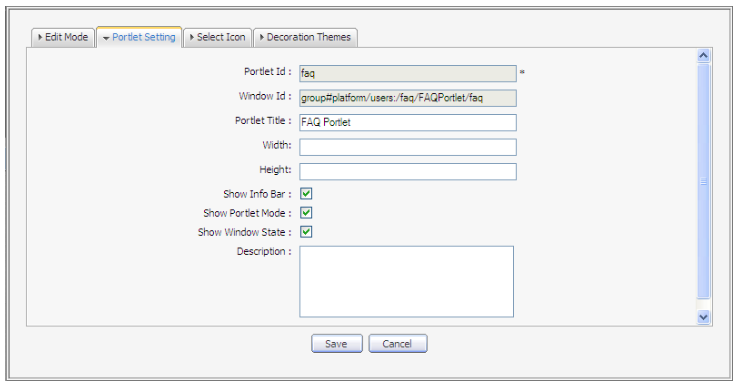 Edit Mode Portlet Setting Select Icon Decoration Themes
Portlet Id : faq *
Window Id : group#platform/users:/faq/FAQPortlet/faq
Portlet Title : FAQ Portlet
Width:
Height:
Show Info Bar :
Show Portlet Mode :
Show Window State :
Description :
Save Cancel